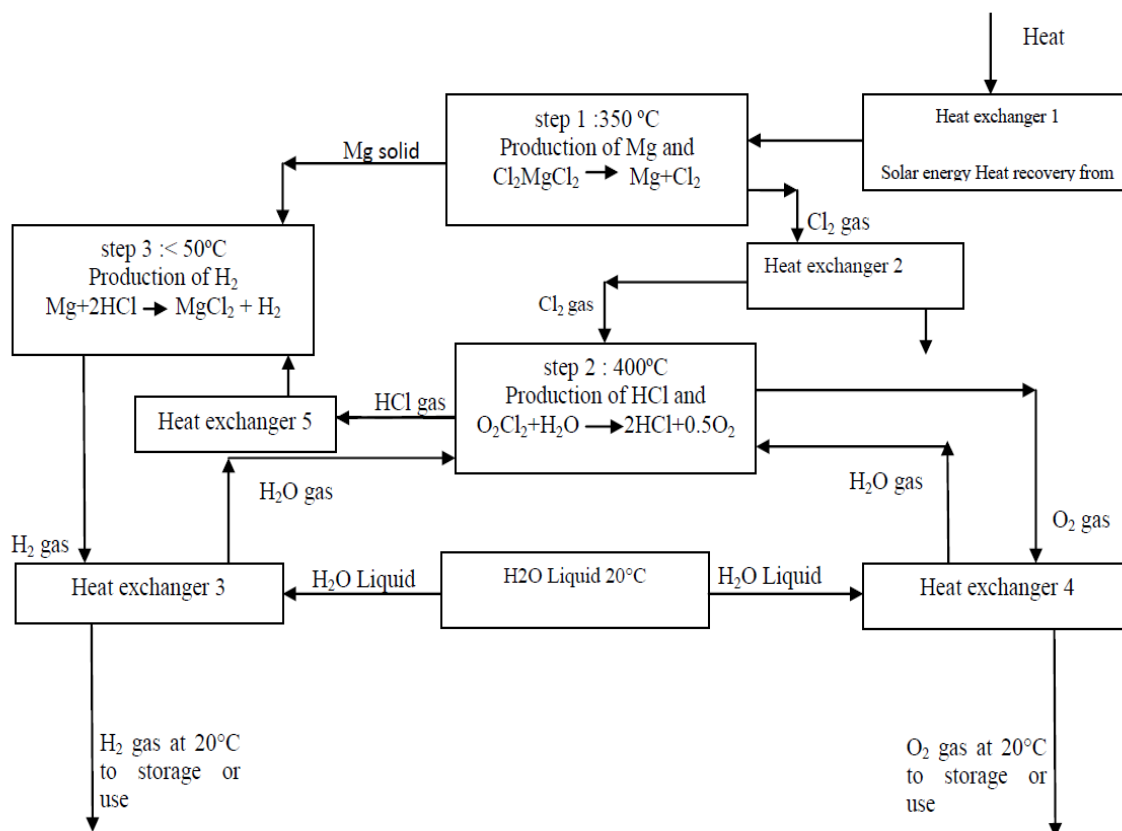 Heat
Heat exchanger 1
Solar energy Heat recovery from
step 1 :350 ºC
Production of Mg and
Cl₂MgCl₂ → Mg+Cl₂
Mg solid
Cl₂ gas
step 3 :< 50ºC
Production of H₂
Mg+2HCl → MgCl₂ + H₂
Heat exchanger 2
Cl₂ gas
step 2 : 400ºC
Production of HCl and
O₂Cl₂+H₂O → 2HCl+0.5O₂
HCl gas
Heat exchanger 5
H₂O gas
H₂O gas
O₂ gas
H₂ gas
Heat exchanger 3
H₂O Liquid
H2O Liquid 20°C
H₂O Liquid
Heat exchanger 4
H₂ gas at 20°C
to storage or
use
O₂ gas at 20°C
to storage or
use